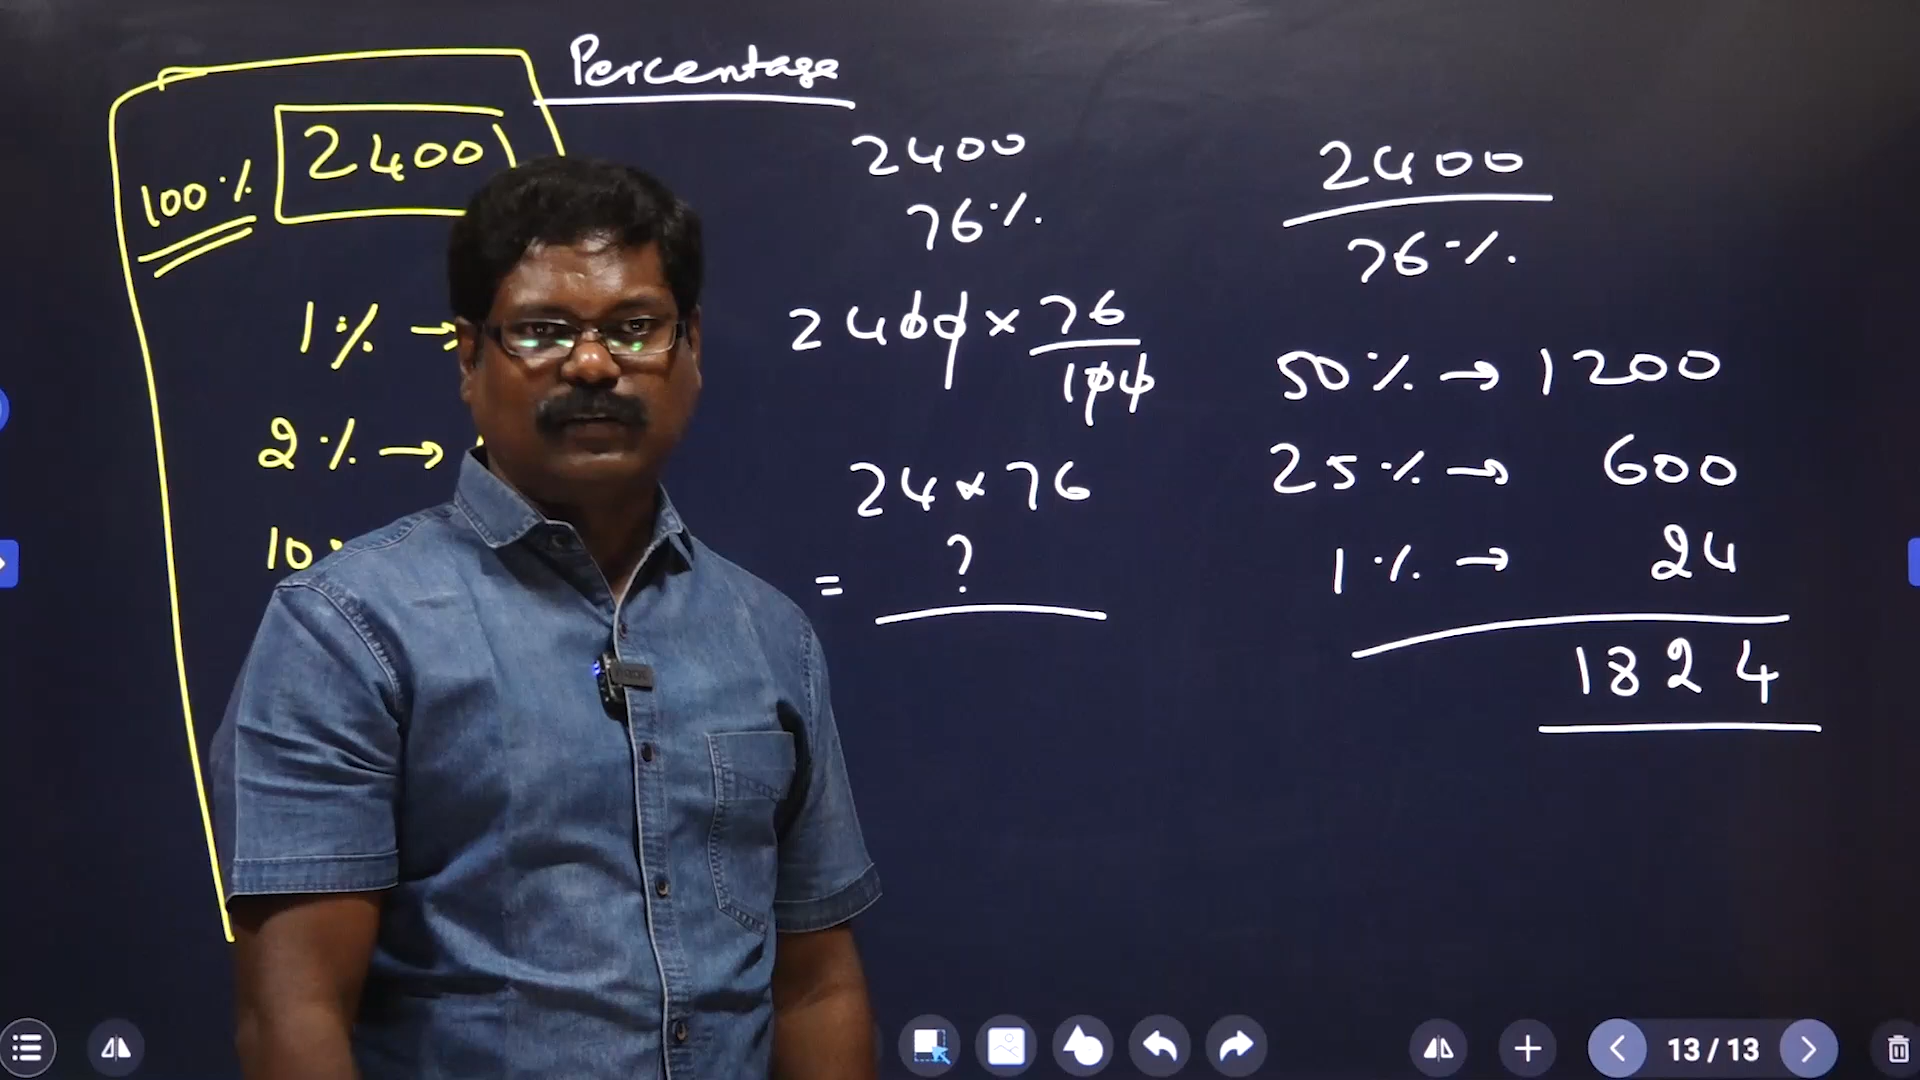 Percentage
100%
2400
1% →
2% →
10
2400
76%
2400 × 76
100
24 × 76
= ?
2400
76%
50% → 1200
25% → 600
1% → 24
1824
13/13